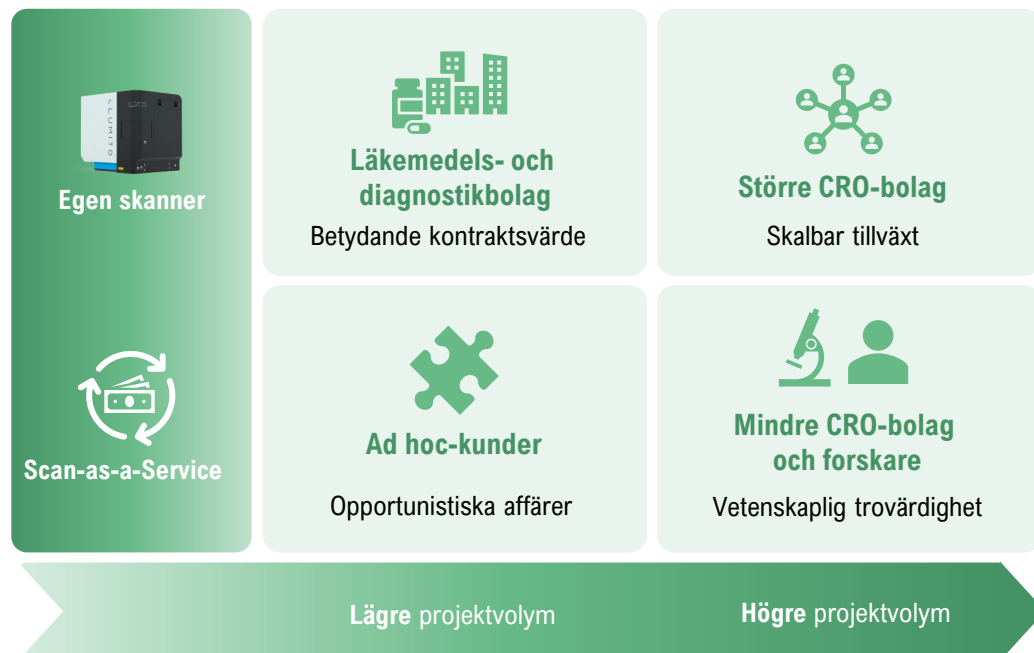 LUMITO
Egen skanner
Läkemedels- och
diagnostikbolag
Betydande kontraktsvärde
Större CRO-bolag
Skalbar tillväxt
Scan-as-a-Service
Ad hoc-kunder
Opportunistiska affärer
Mindre CRO-bolag
och forskare
Vetenskaplig trovärdighet
Lägre projektvolym
Högre projektvolym